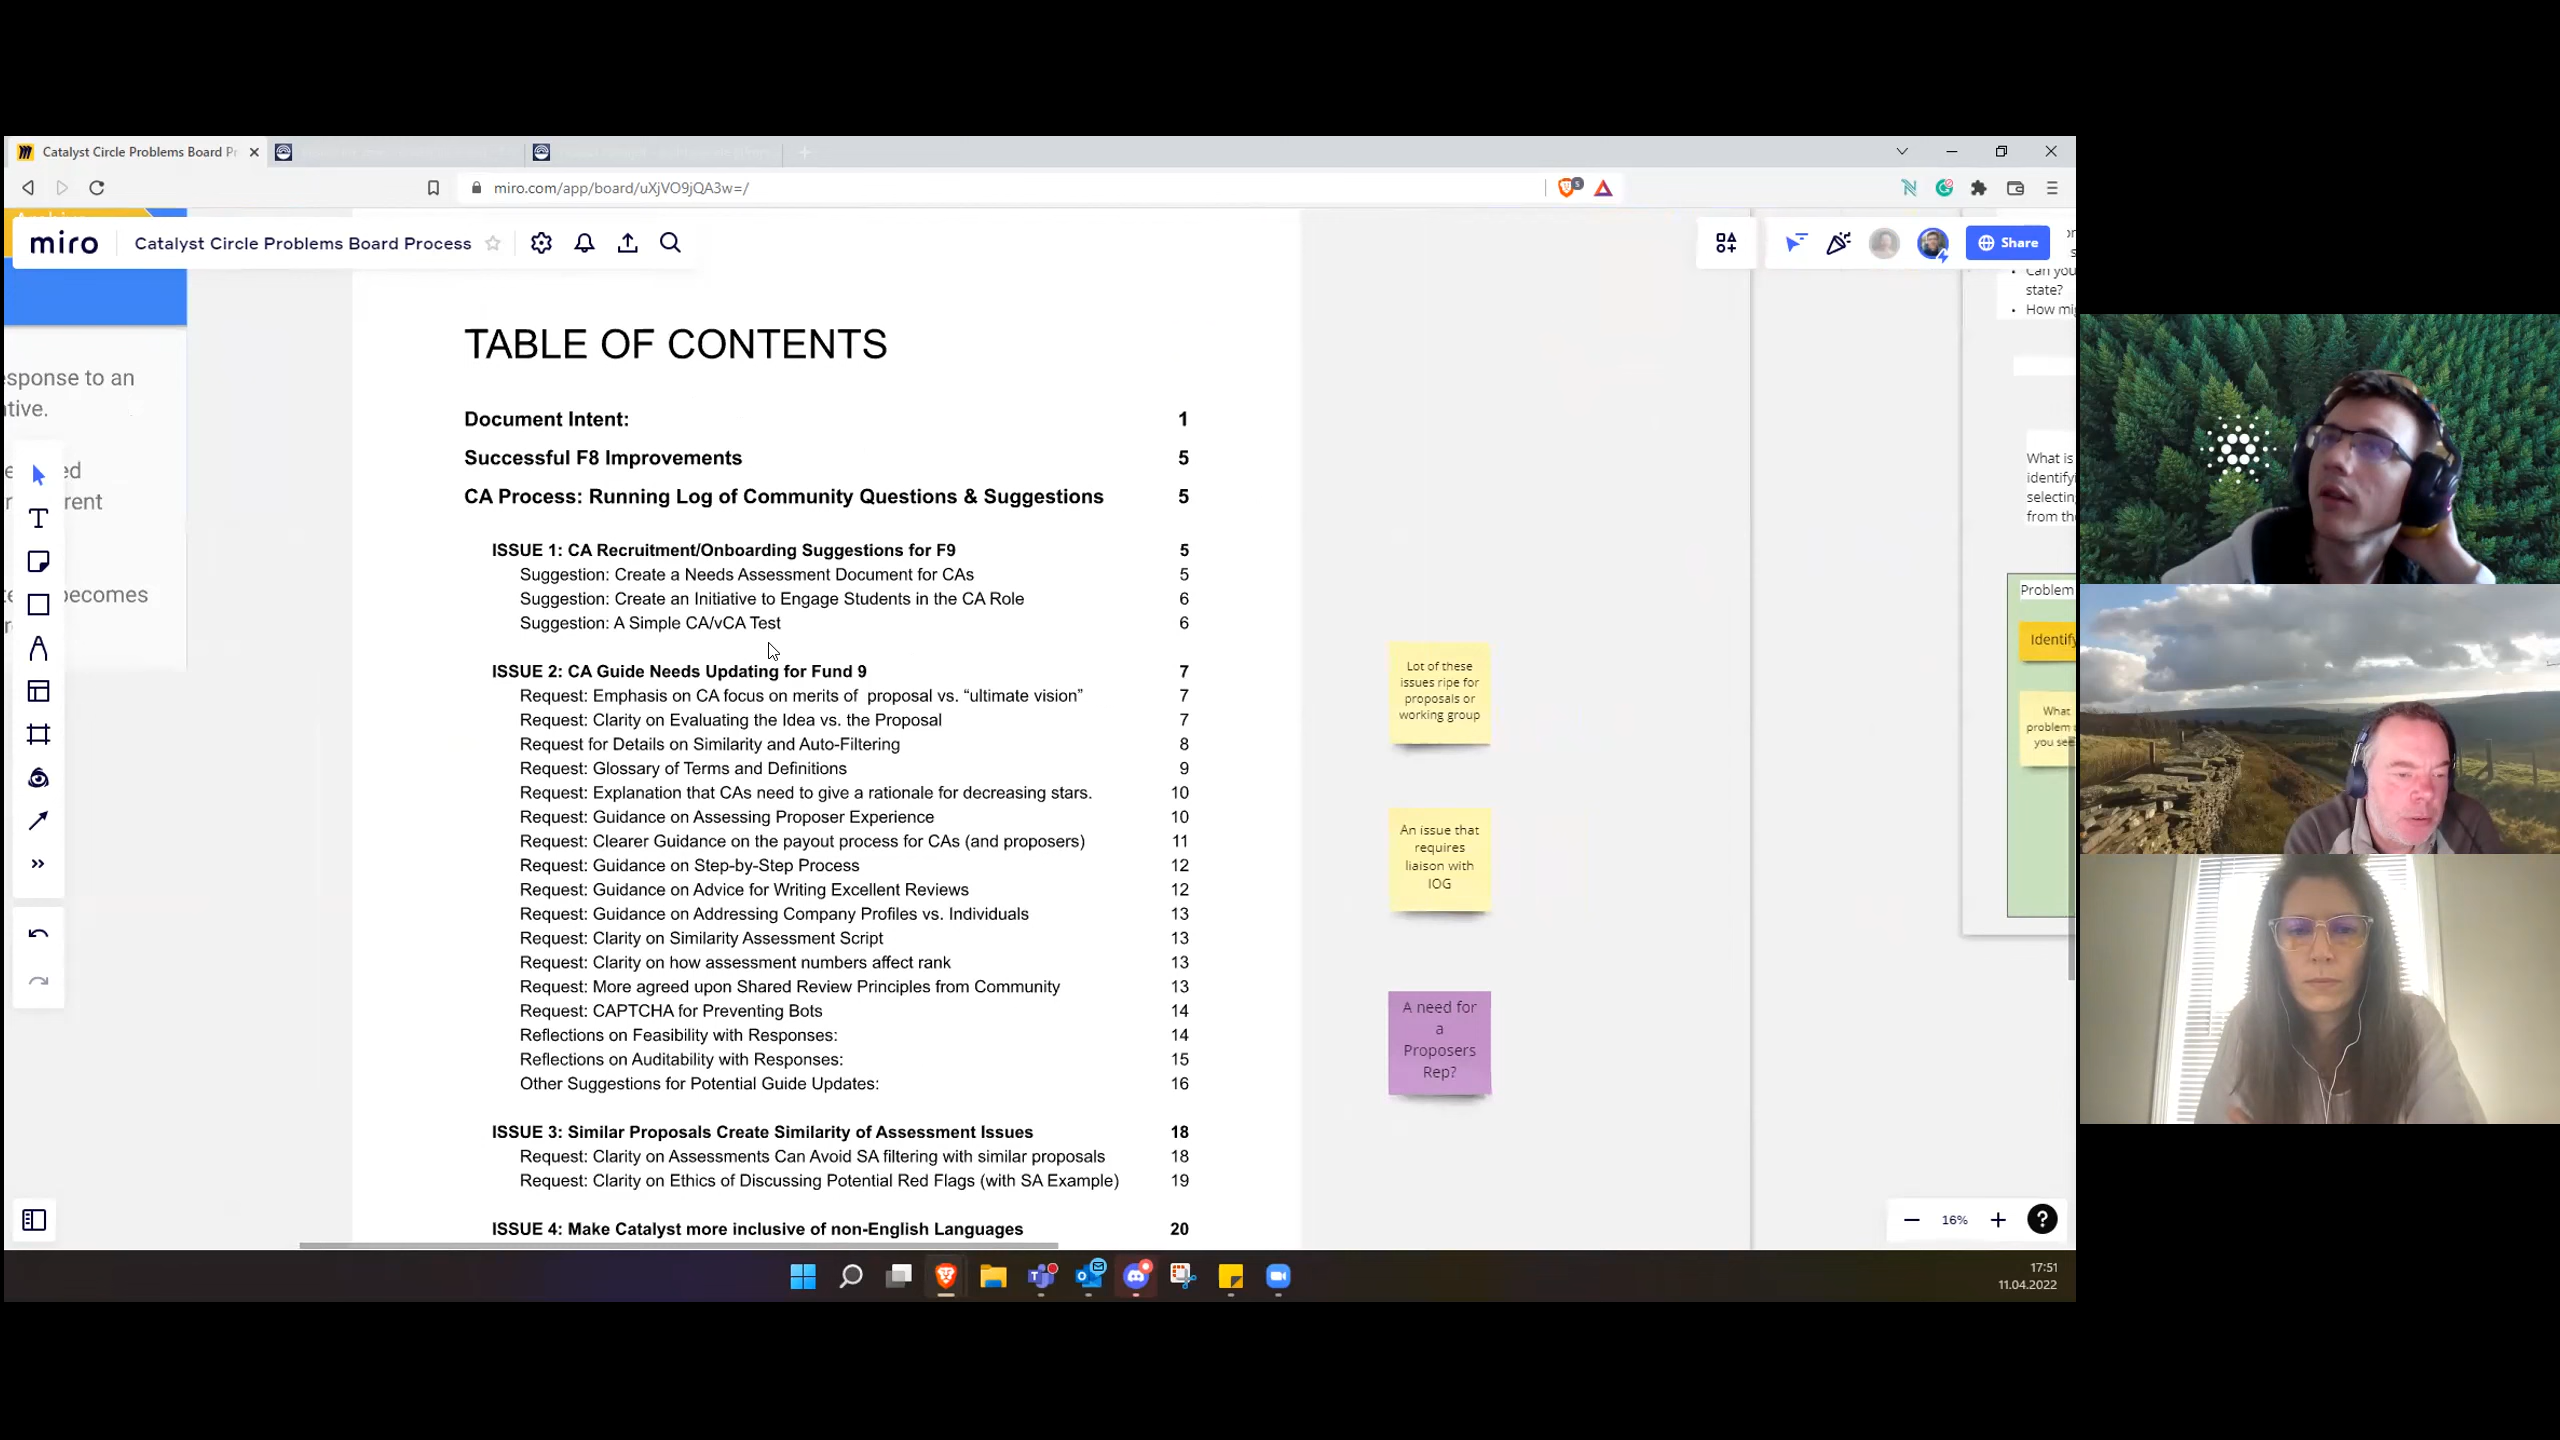 Catalyst Circle Problems Board Pr
miro.com/app/board/uXjVO9jQA3w=/
miro
Catalyst Circle Problems Board Process
Share
esponse to an
tive.
ed
rent
becomes
TABLE OF CONTENTS
Document Intent: 1
Successful F8 Improvements 5
CA Process: Running Log of Community Questions & Suggestions 5
ISSUE 1: CA Recruitment/Onboarding Suggestions for F9 5
Suggestion: Create a Needs Assessment Document for CAs 5
Suggestion: Create an Initiative to Engage Students in the CA Role 6
Suggestion: A Simple CA/vCA Test 6
ISSUE 2: CA Guide Needs Updating for Fund 9 7
Request: Emphasis on CA focus on merits of proposal vs. “ultimate vision” 7
Request: Clarity on Evaluating the Idea vs. the Proposal 7
Request for Details on Similarity and Auto-Filtering 8
Request: Glossary of Terms and Definitions 9
Request: Explanation that CAs need to give a rationale for decreasing stars. 10
Request: Guidance on Assessing Proposer Experience 10
Request: Clearer Guidance on the payout process for CAs (and proposers) 11
Request: Guidance on Step-by-Step Process 12
Request: Guidance on Advice for Writing Excellent Reviews 12
Request: Guidance on Addressing Company Profiles vs. Individuals 13
Request: Clarity on Similarity Assessment Script 13
Request: Clarity on how assessment numbers affect rank 13
Request: More agreed upon Shared Review Principles from Community 13
Request: CAPTCHA for Preventing Bots 14
Reflections on Feasibility with Responses: 14
Reflections on Auditability with Responses: 15
Other Suggestions for Potential Guide Updates: 16
ISSUE 3: Similar Proposals Create Similarity of Assessment Issues 18
Request: Clarity on Assessments Can Avoid SA filtering with similar proposals 18
Request: Clarity on Ethics of Discussing Potential Red Flags (with SA Example) 19
ISSUE 4: Make Catalyst more inclusive of non-English Languages 20
Lot of these
issues ripe for
proposals or
working group
An issue that
requires
liaison with
IOG
A need for
a
Proposers
Rep?
Can you
state?
How mi
What is
identify
selectin
from th
Problem
Identify
What
problem
you see
16%
17:51
11.04.2022